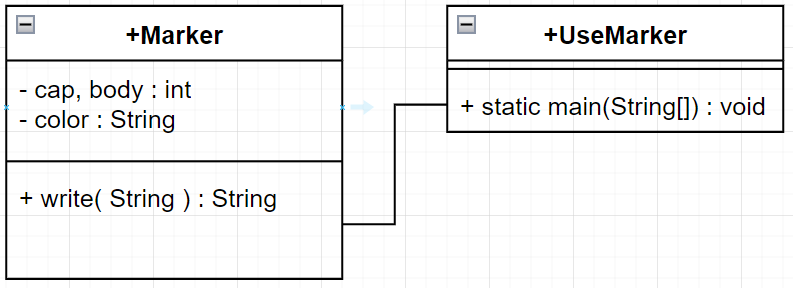 +Marker
- cap, body : int
- color : String
+ write( String ) : String
+UseMarker
+ static main(String[]) : void